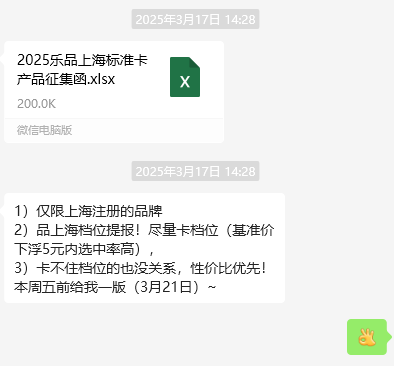 2025年3月17日 14:28
2025乐品上海标准卡
产品征集函.xlsx
X
200.0K
微信电脑版
2025年3月17日 14:28
1）仅限上海注册的品牌
2）品上海档位提报！尽量卡档位（基准价
下浮5元内选中率高），
3）卡不住档位的也没关系，性价比优先！
本周五前给我一版（3月21日）~